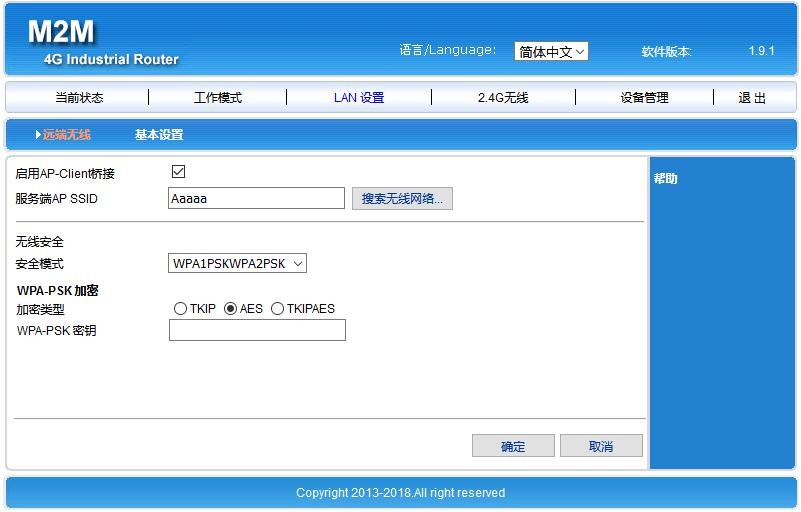 M2M
4G Industrial Router
语言/Language: 简体中文 软件版本: 1.9.1
当前状态 工作模式 LAN 设置 2.4G无线 设备管理 退 出
远端无线 基本设置
启用AP-Client桥接
服务端AP SSID Aaaaa 搜索无线网络...
无线安全
安全模式 WPA1PSKWPA2PSK
WPA-PSK 加密
加密类型 TKIP AES TKIPAES
WPA-PSK 密钥
确定 取消
帮助
Copyright 2013-2018.All right reserved